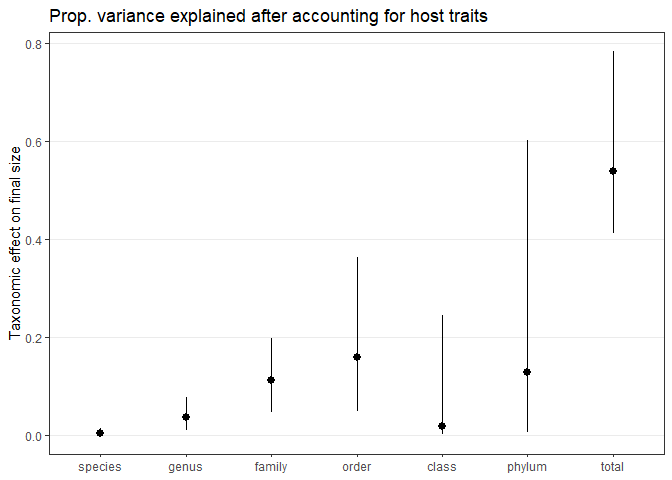 Prop. variance explained after accounting for host traits
Taxonomic effect on final size
0.8
0.6
0.4
0.2
0.0
species genus family order class phylum total